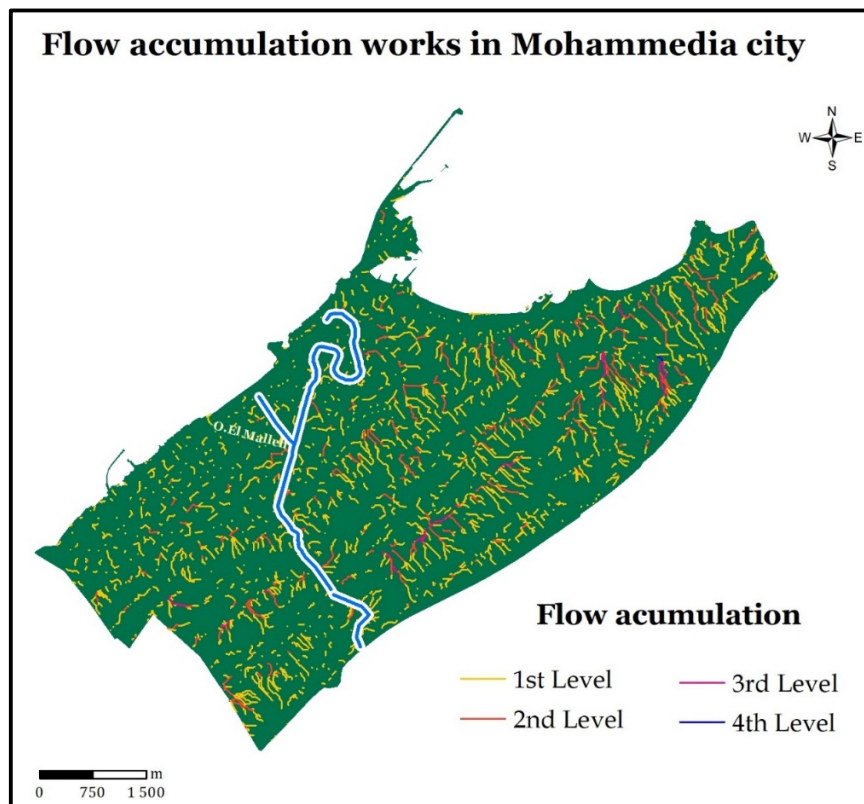 Flow accumulation works in Mohammedia city
N
W E
S
O.El Malleh
Flow acumulation
1st Level
3rd Level
2nd Level
4th Level
m
0 750 1 500